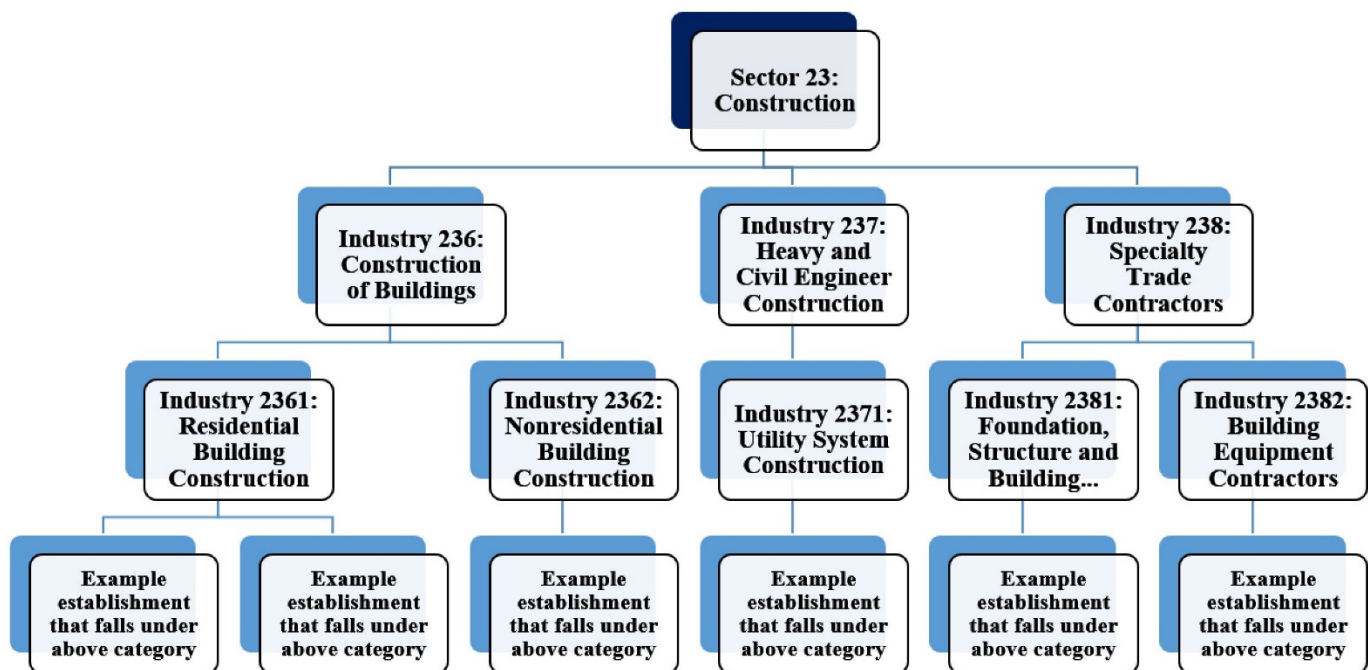 Sector 23:
Construction
Industry 236:
Construction
of Buildings
Industry 237:
Heavy and
Civil Engineer
Construction
Industry 238:
Specialty
Trade
Contractors
Industry 2361:
Residential
Building
Construction
Industry 2362:
Nonresidential
Building
Construction
Industry 2371:
Utility System
Construction
Industry 2381:
Foundation,
Structure and
Building...
Industry 2382:
Building
Equipment
Contractors
Example
establishment
that falls under
above category
Example
establishment
that falls under
above category
Example
establishment
that falls under
above category
Example
establishment
that falls under
above category
Example
establishment
that falls under
above category
Example
establishment
that falls under
above category